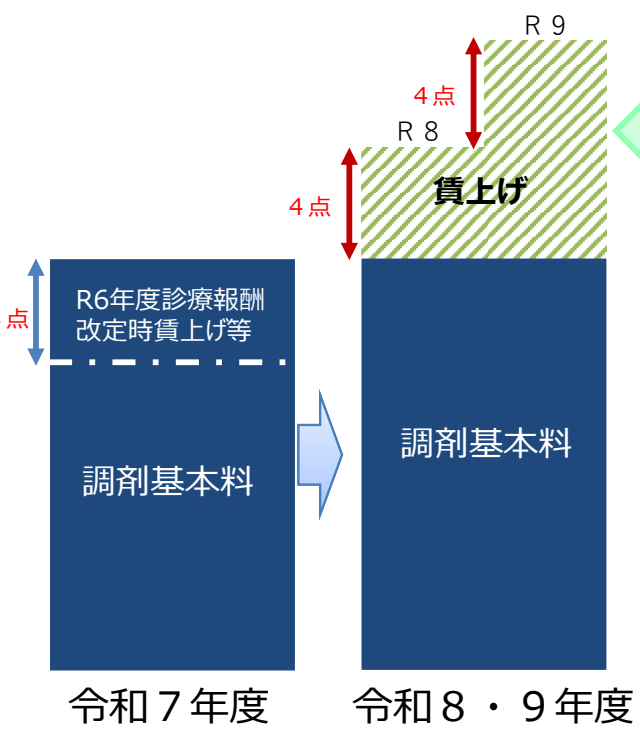 R 9
4点
R 8
賃上げ
4点
R6年度診療報酬
改定時賃上げ等
点
調剤基本料
調剤基本料
令和７年度
令和８・９年度